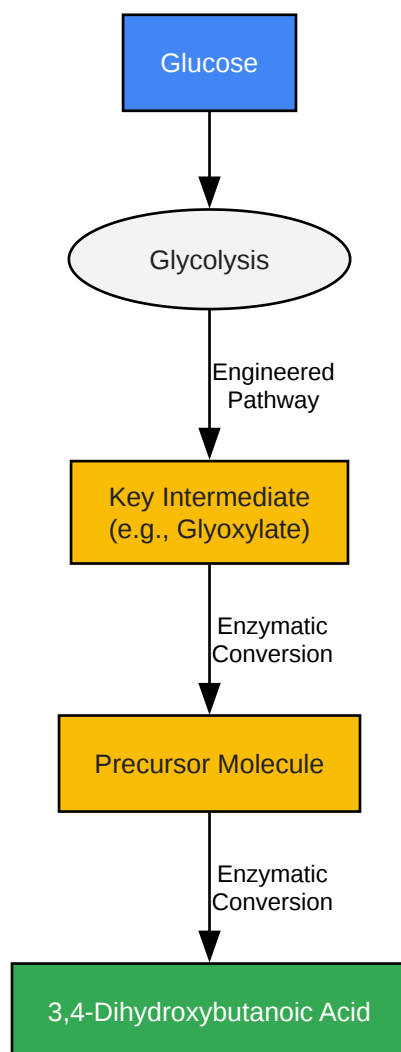 Glucose
Glycolysis
Engineered
Pathway
Key Intermediate
(e.g., Glyoxylate)
Enzymatic
Conversion
Precursor Molecule
Enzymatic
Conversion
3,4-Dihydroxybutanoic Acid